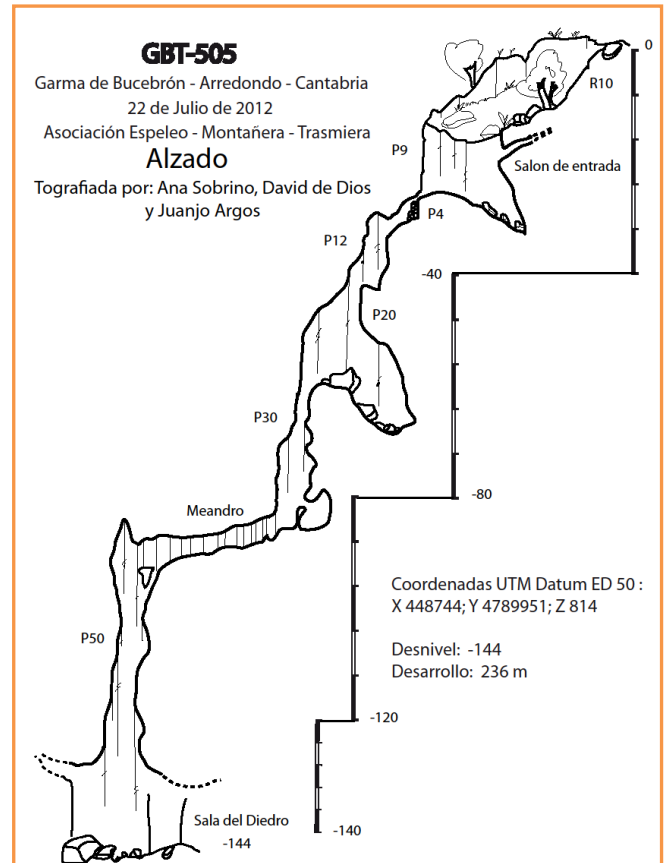 GBT-505
Garma de Bucebrón - Arredondo - Cantabria
22 de Julio de 2012
Asociación Espeleo - Montañera - Trasmiera
Alzado
Tografiada por: Ana Sobrino, David de Dios
y Juanjo Argos
0
R10
P9
Salon de entrada
P4
P12
-40
P20
P30
-80
Meandro
Coordenadas UTM Datum ED 50 :
X 448744; Y 4789951; Z 814
P50
Desnivel: -144
Desarrollo: 236 m
-120
Sala del Diedro
-144
-140